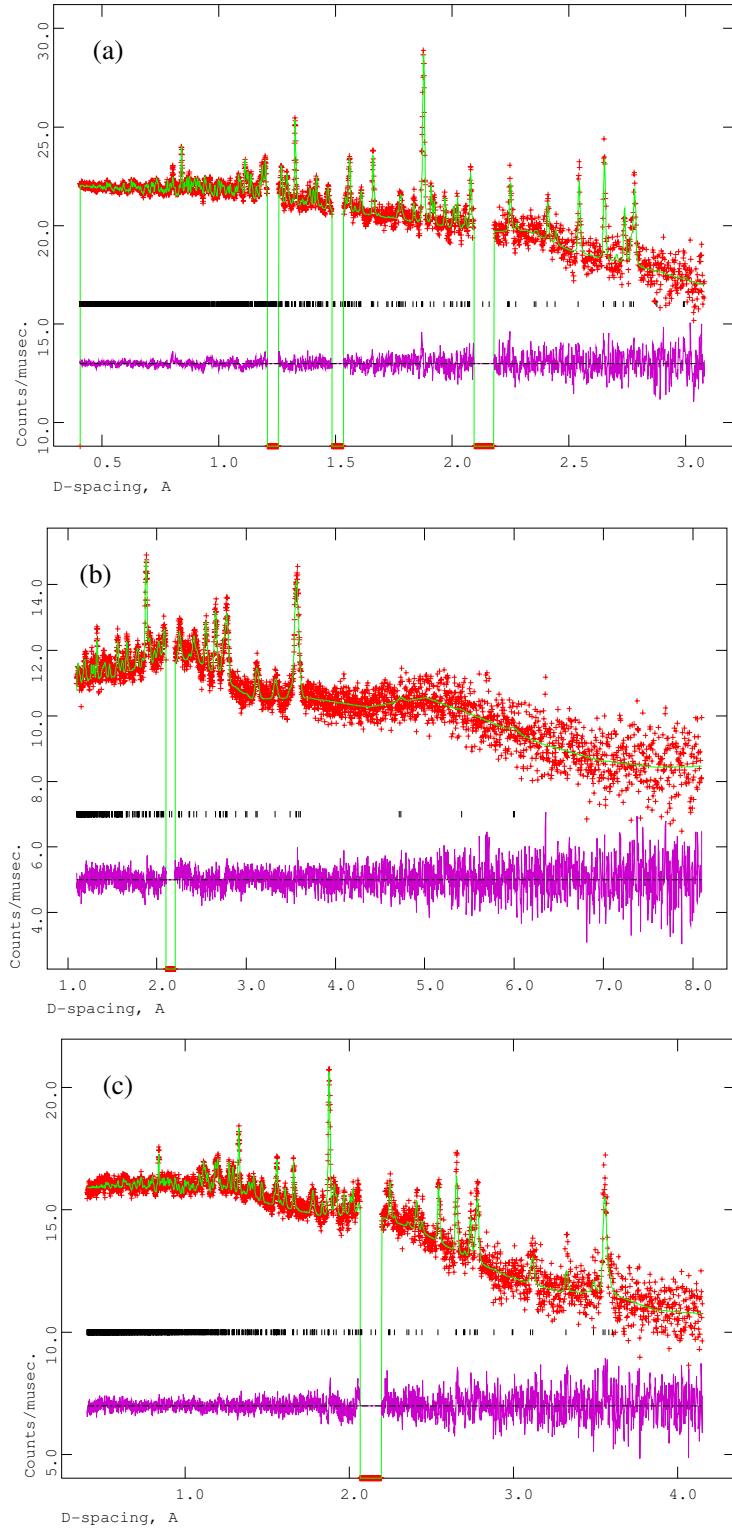 (a)
30.0
25.0
20.0
15.0
10.0
Counts/musec.
0.5 1.0 1.5 2.0 2.5 3.0
D-spacing, A
(b)
14.0
12.0
10.0
8.0
6.0
4.0
Counts/musec.
1.0 2.0 3.0 4.0 5.0 6.0 7.0 8.0
D-spacing, A
(c)
20.0
15.0
10.0
5.0
Counts/musec.
1.0 2.0 3.0 4.0
D-spacing, A